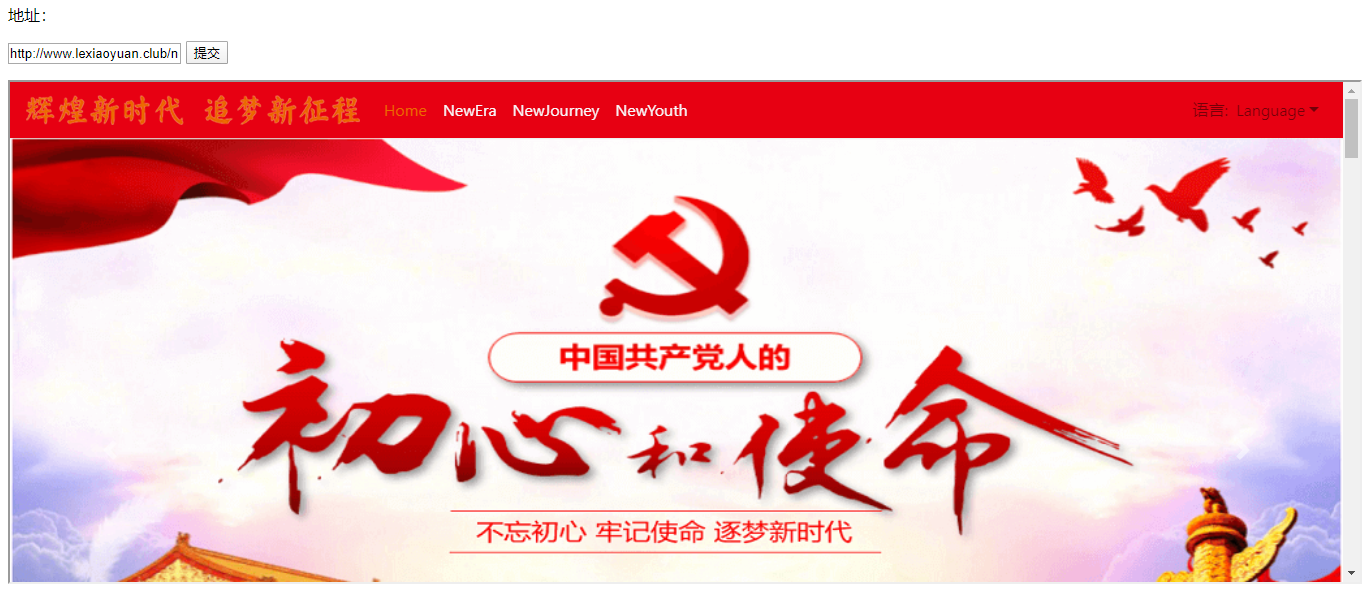 地址：
http://www.lexiaoyuan.club/n 提交
辉煌新时代 追梦新征程 Home NewEra NewJourney NewYouth 语言: Language
中国共产党人的
初心和使命
不忘初心 牢记使命 逐梦新时代